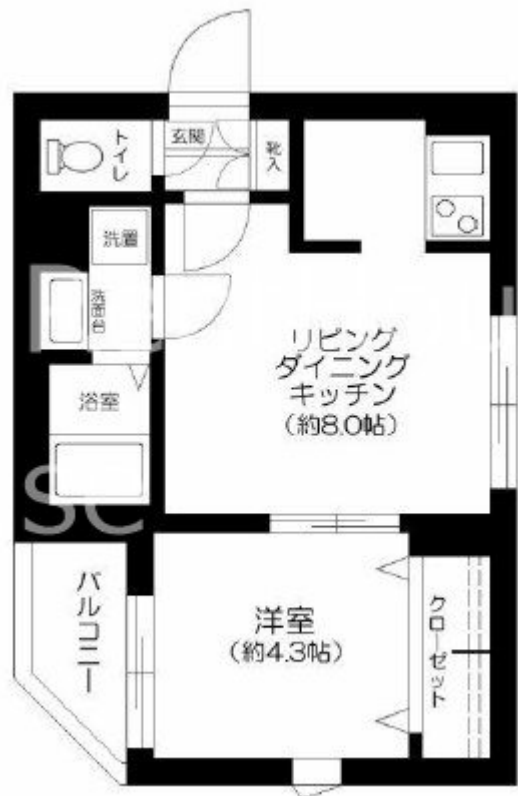 トイレ
玄関
靴入
洗置
洗面台
リビング
ダイニング
キッチン
(約8.0帖)
浴室
SC
バルコニー
洋室
(約4.3帖)
クローゼット